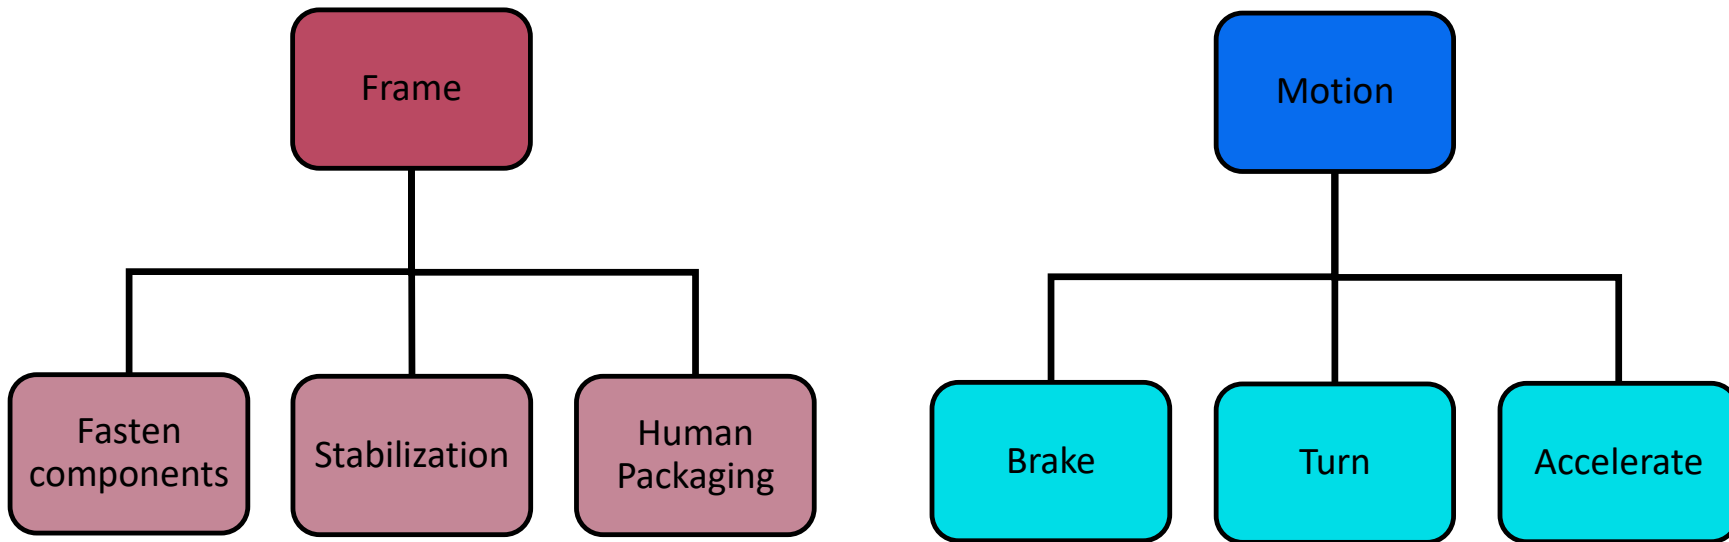 Frame
Motion
Fasten
components
Stabilization
Human
Packaging
Brake
Turn
Accelerate